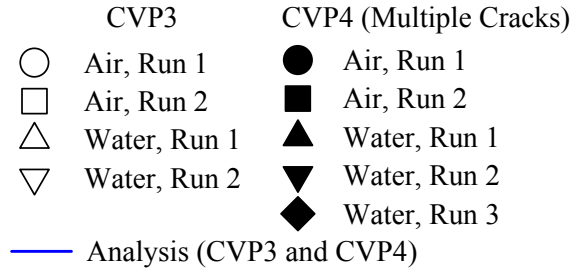 CVP3 CVP4 (Multiple Cracks)
Air, Run 1 Air, Run 1
Air, Run 2 Air, Run 2
Water, Run 1 Water, Run 1
Water, Run 2 Water, Run 2
Water, Run 3
Analysis (CVP3 and CVP4)